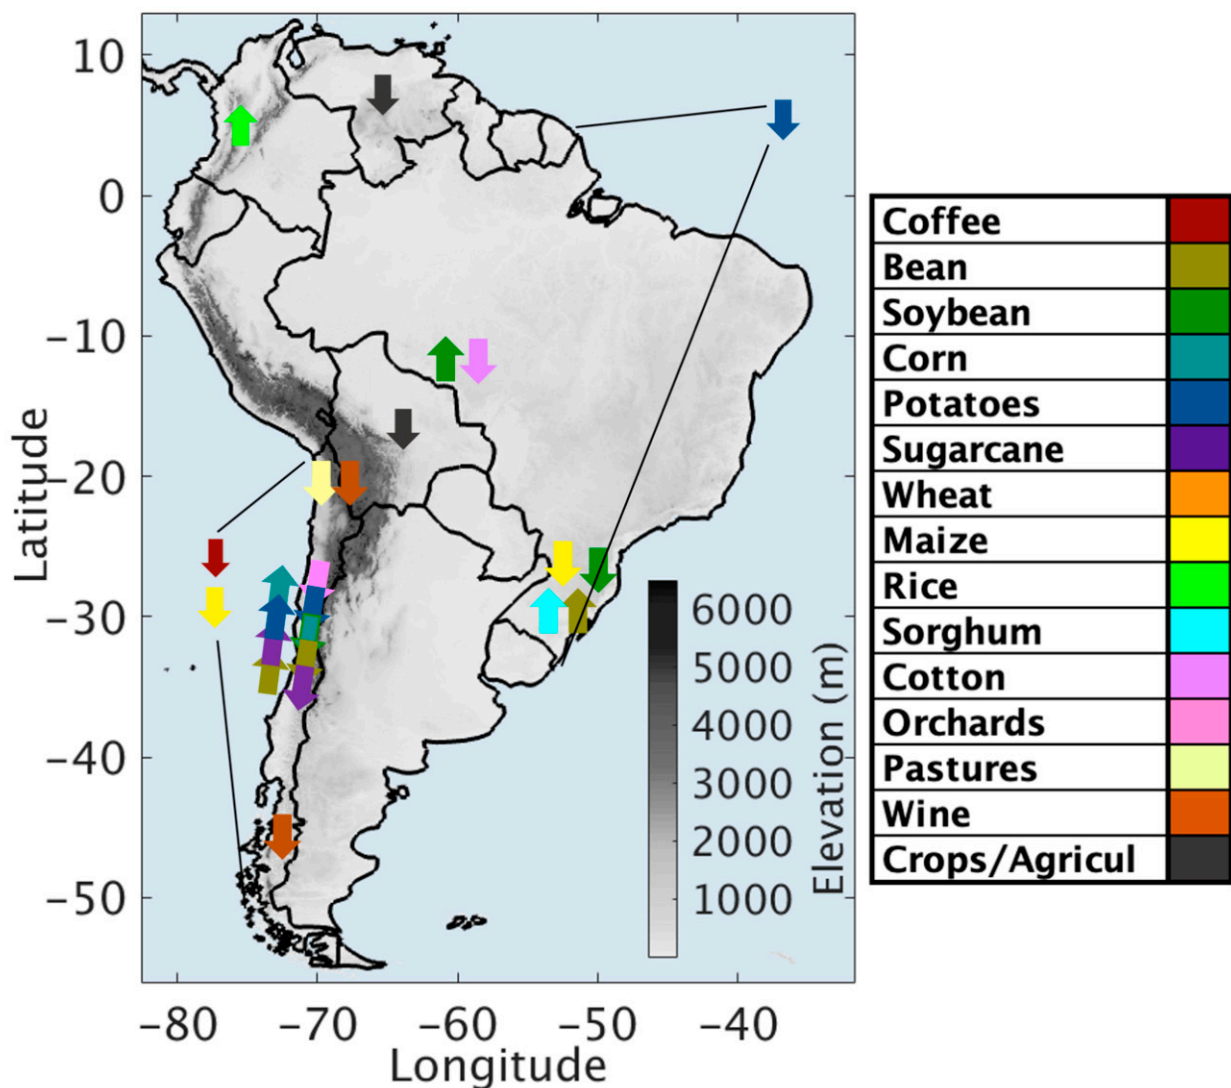 10
0
−10
−20
−30
−40
−50
Latitude
−80
−70
−60
−50
−40
Longitude
6000
5000
4000
3000
2000
1000
Elevation (m)
Coffee
Bean
Soybean
Corn
Potatoes
Sugarcane
Wheat
Maize
Rice
Sorghum
Cotton
Orchards
Pastures
Wine
Crops/Agricul